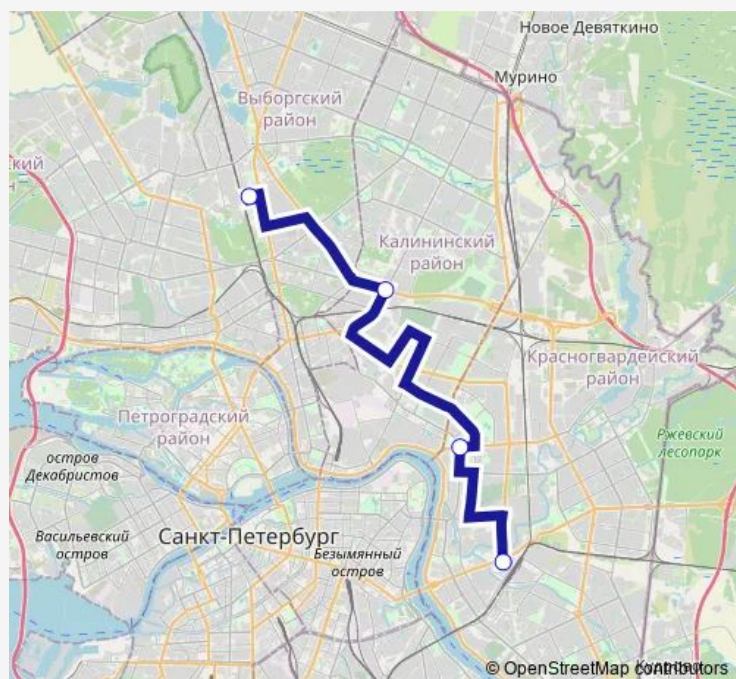 Новое Девяткино
Мурино
Выборгский
район
ский
н
Калининский
район
Красногвардейский
район
Петроградский
район
остров
Декабристов
Ржевский
лесопарк
Васильевский
остров
Санкт-Петербург
Безымянный
остров
© OpenStreetMap contributors